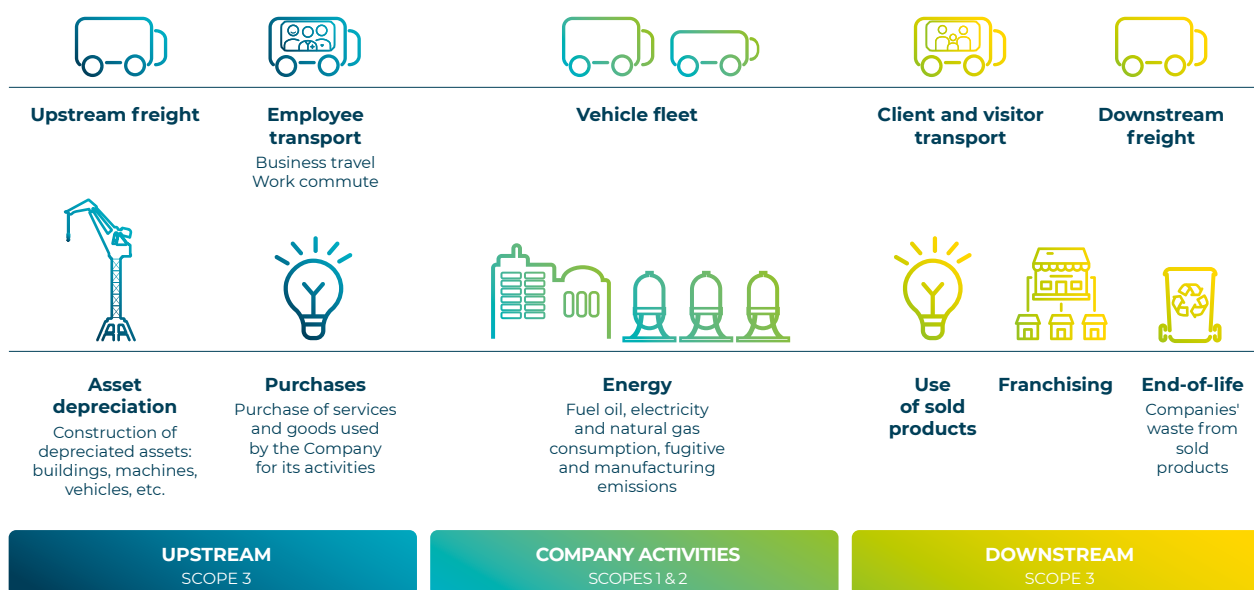 Upstream freight
Employee
transport
Business travel
Work commute
Vehicle fleet
Client and visitor
transport
Downstream
freight
Asset
depreciation
Construction of
depreciated assets:
buildings, machines,
vehicles, etc.
Purchases
Purchase of services
and goods used
by the Company
for its activities
Energy
Fuel oil, electricity
and natural gas
consumption, fugitive
and manufacturing
emissions
Use
of sold
products
Franchising
End-of-life
Companies'
waste from
sold
products
UPSTREAM
SCOPE 3
COMPANY ACTIVITIES
SCOPES 1 & 2
DOWNSTREAM
SCOPE 3